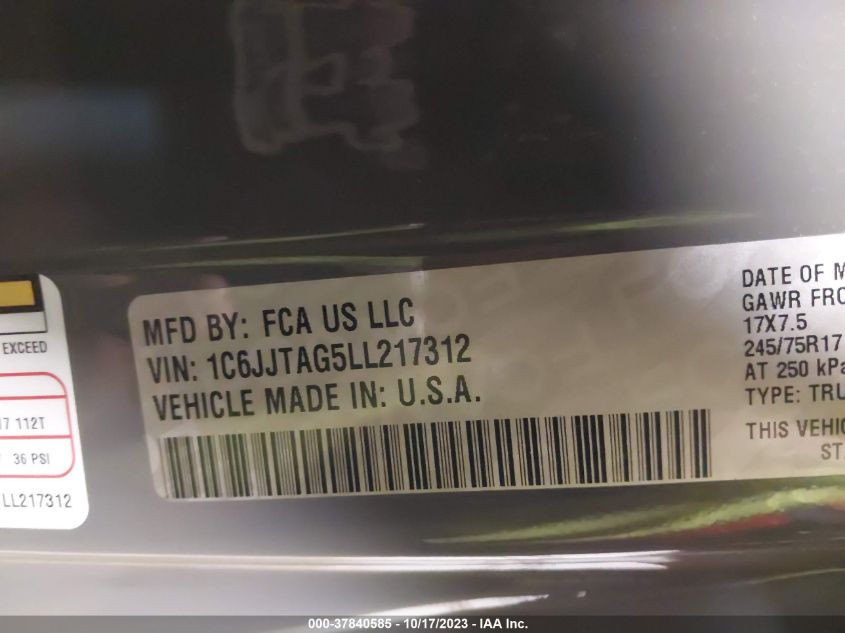 EXCEED
17 112T
36 PSI
LL217312
MFD BY: FCA US LLC
VIN: 1C6JJTAG5LL217312
VEHICLE MADE IN: U.S.A.
DATE OF M
GAWR FRO
17X7.5
245/75R17
AT 250 kPa
TYPE: TRU
THIS VEHIC
ST
000-37840585 - 10/17/2023 - IAA Inc.